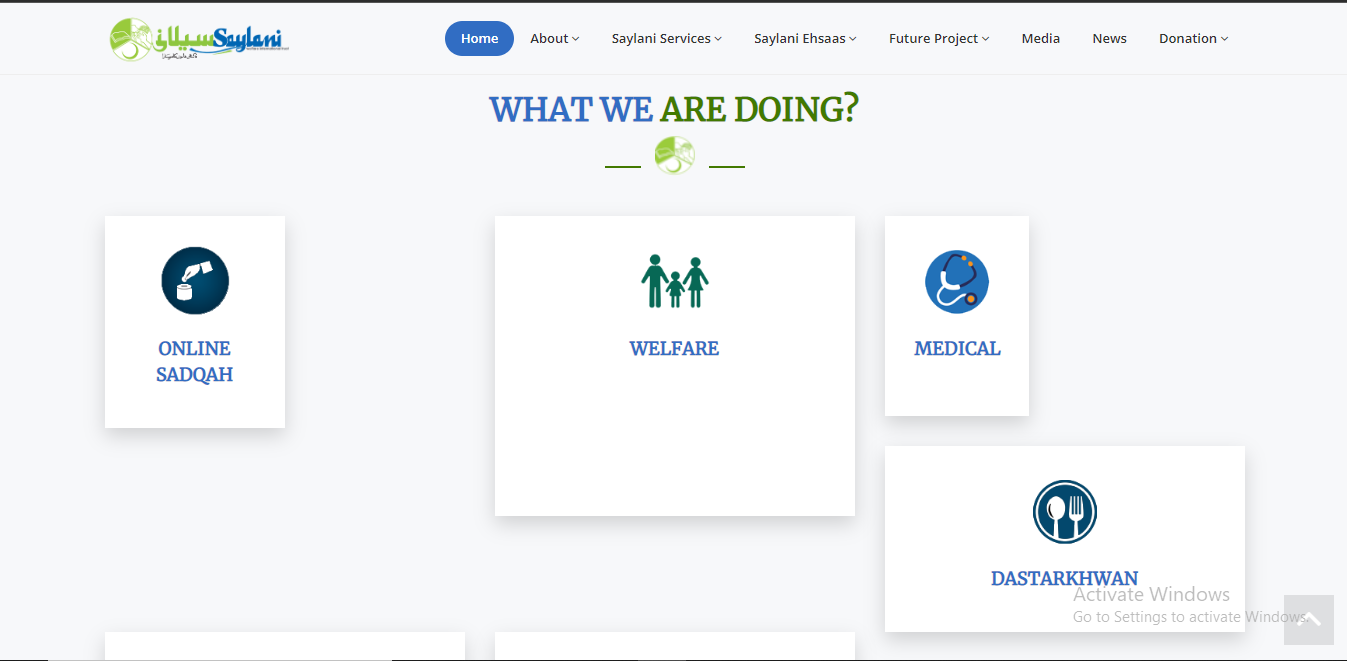 سیلانی Saylani
Home About Saylani Services Saylani Ehsaas Future Project Media News Donation
WHAT WE ARE DOING?
ONLINE
SADQAH
WELFARE
MEDICAL
DASTARKHWAN
Activate Windows
Go to Settings to activate Windows.